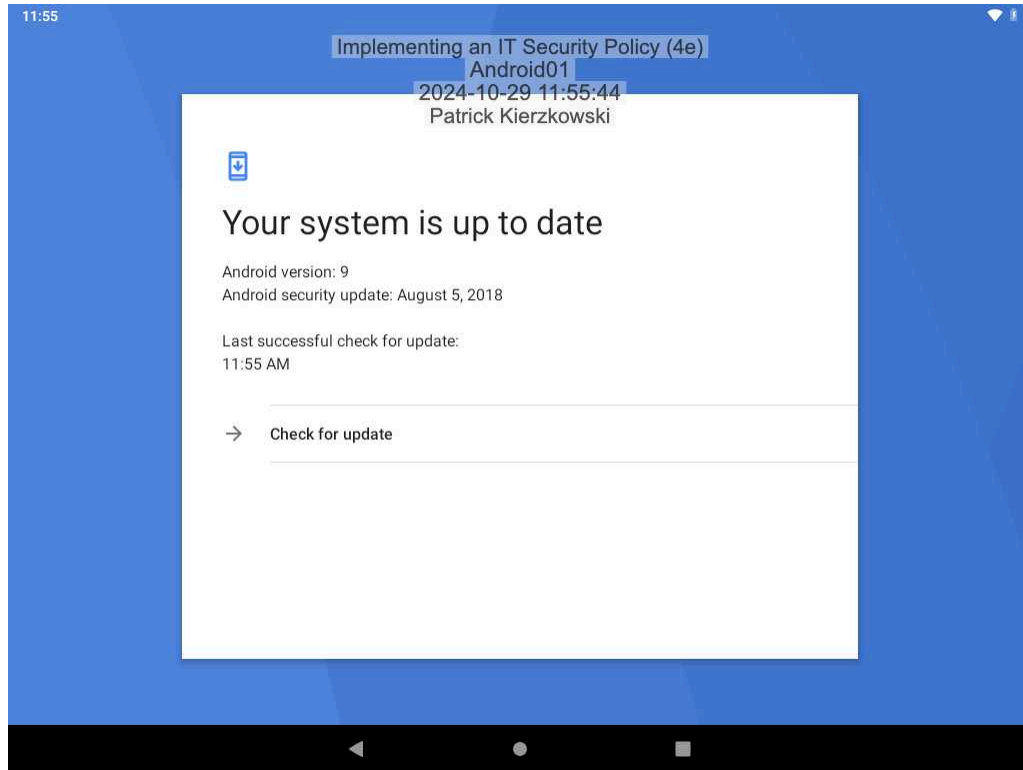 11:55
Implementing an IT Security Policy (4e)
Android01
2024-10-29 11:55:44
Patrick Kierzkowski
Your system is up to date
Android version: 9
Android security update: August 5, 2018
Last successful check for update:
11:55 AM
Check for update